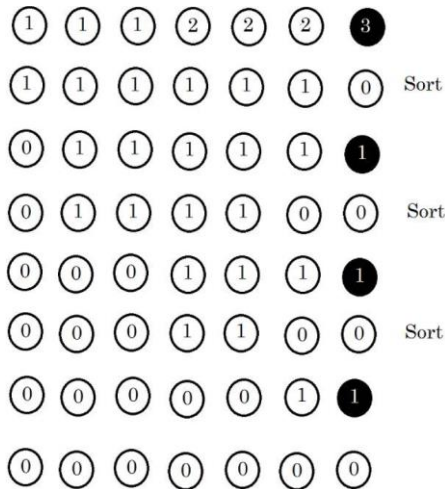 1 1 1 2 2 2 3
1 1 1 1 1 1 0 Sort
0 1 1 1 1 1 1
0 1 1 1 1 0 0 Sort
0 0 0 1 1 1 1
0 0 0 1 1 0 0 Sort
0 0 0 0 0 1 1
0 0 0 0 0 0 0